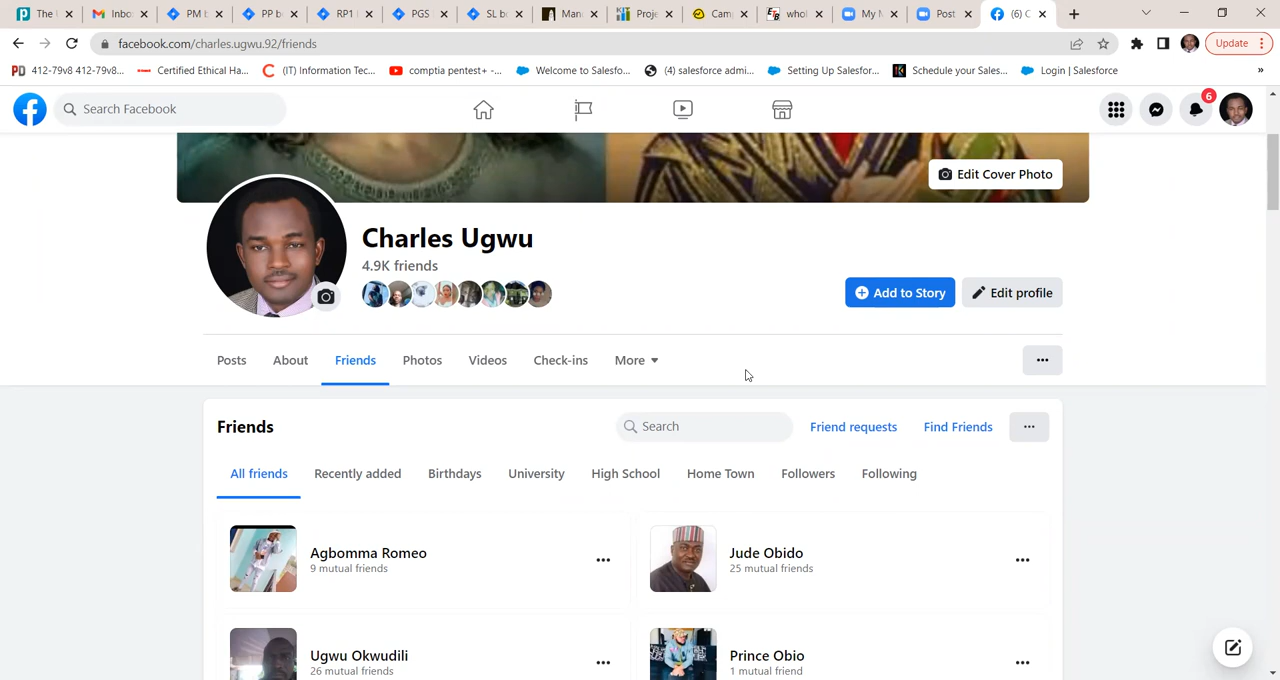 The
Inbo
PM b
PP b
RP1
PGS
SL b
Man
Proje
Cam
whol
My M
Post
(6) C
facebook.com/charles.ugwu.92/friends
Update
412-79v8 412-79v8...
Certified Ethical Ha...
(IT) Information Tec...
comptia pentest+ -...
Welcome to Salesfo...
(4) salesforce admi...
Setting Up Salesfor...
Schedule your Sales...
Login | Salesforce
»
Search Facebook
6
Edit Cover Photo
Charles Ugwu
4.9K friends
Add to Story
Edit profile
Posts
About
Friends
Photos
Videos
Check-ins
More
Friends
Search
Friend requests
Find Friends
All friends
Recently added
Birthdays
University
High School
Home Town
Followers
Following
Agbomma Romeo
9 mutual friends
Jude Obido
25 mutual friends
Ugwu Okwudili
26 mutual friends
Prince Obio
1 mutual friend